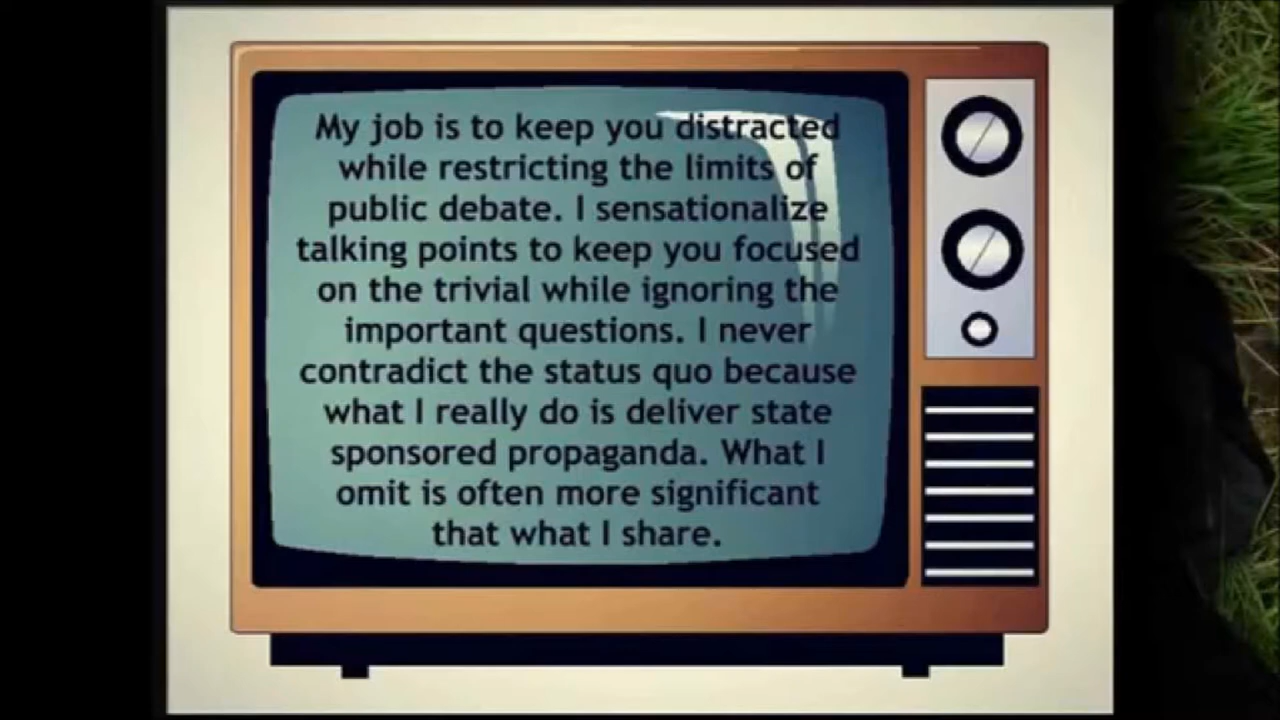 My job is to keep you distracted
while restricting the limits of
public debate. I sensationalize
talking points to keep you focused
on the trivial while ignoring the
important questions. I never
contradict the status quo because
what I really do is deliver state
sponsored propaganda. What I
omit is often more significant
that what I share.